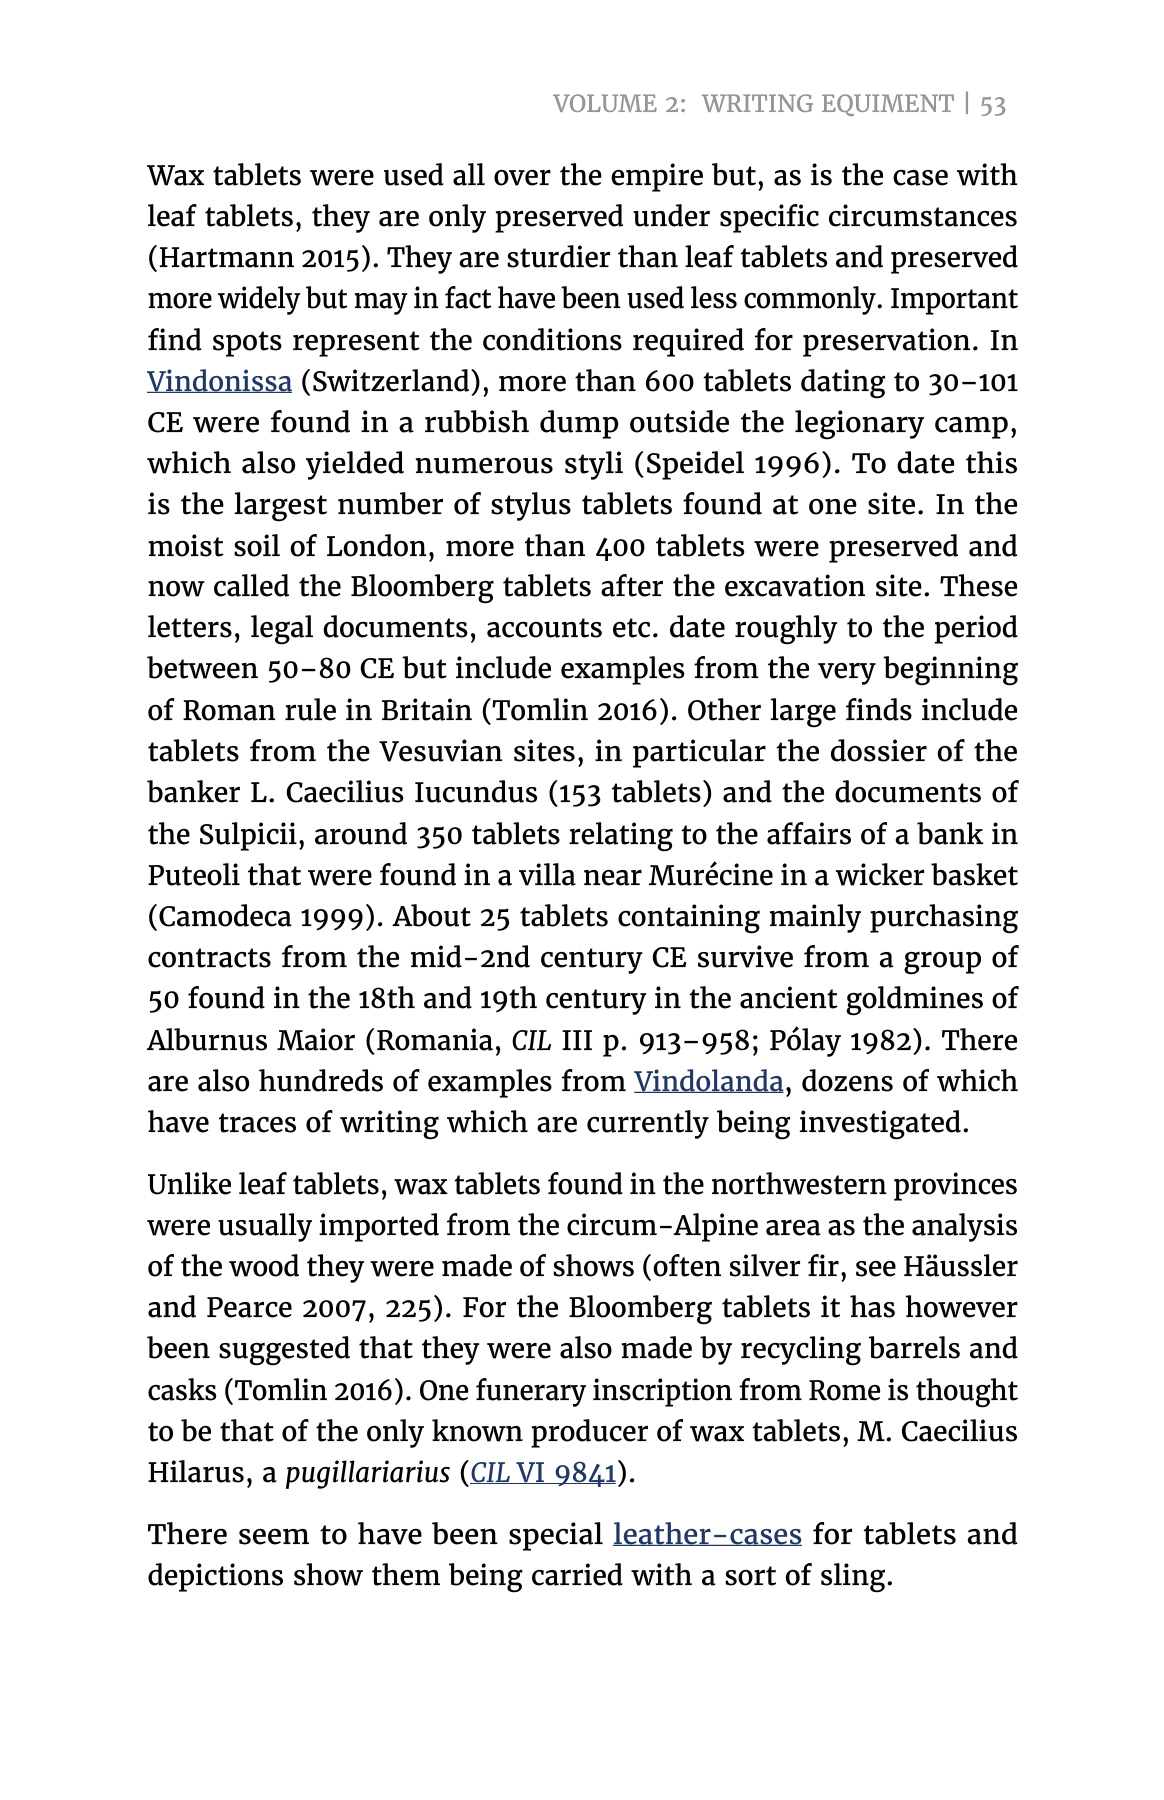 VOLUME 2: WRITING EQUIMENT | 53
Wax tablets were used all over the empire but, as is the case with
leaf tablets, they are only preserved under specific circumstances
(Hartmann 2015). They are sturdier than leaf tablets and preserved
more widely but may in fact have been used less commonly. Important
find spots represent the conditions required for preservation. In
Vindonissa (Switzerland), more than 600 tablets dating to 30–101
CE were found in a rubbish dump outside the legionary camp,
which also yielded numerous styli (Speidel 1996). To date this
is the largest number of stylus tablets found at one site. In the
moist soil of London, more than 400 tablets were preserved and
now called the Bloomberg tablets after the excavation site. These
letters, legal documents, accounts etc. date roughly to the period
between 50–80 CE but include examples from the very beginning
of Roman rule in Britain (Tomlin 2016). Other large finds include
tablets from the Vesuvian sites, in particular the dossier of the
banker L. Caecilius Iucundus (153 tablets) and the documents of
the Sulpicii, around 350 tablets relating to the affairs of a bank in
Puteoli that were found in a villa near Murécine in a wicker basket
(Camodeca 1999). About 25 tablets containing mainly purchasing
contracts from the mid-2nd century CE survive from a group of
50 found in the 18th and 19th century in the ancient goldmines of
Alburnus Maior (Romania, CIL III p. 913–958; Pólay 1982). There
are also hundreds of examples from Vindolanda, dozens of which
have traces of writing which are currently being investigated.
Unlike leaf tablets, wax tablets found in the northwestern provinces
were usually imported from the circum-Alpine area as the analysis
of the wood they were made of shows (often silver fir, see Häussler
and Pearce 2007, 225). For the Bloomberg tablets it has however
been suggested that they were also made by recycling barrels and
casks (Tomlin 2016). One funerary inscription from Rome is thought
to be that of the only known producer of wax tablets, M. Caecilius
Hilarus, a pugillariarius (CIL VI 9841).
There seem to have been special leather-cases for tablets and
depictions show them being carried with a sort of sling.